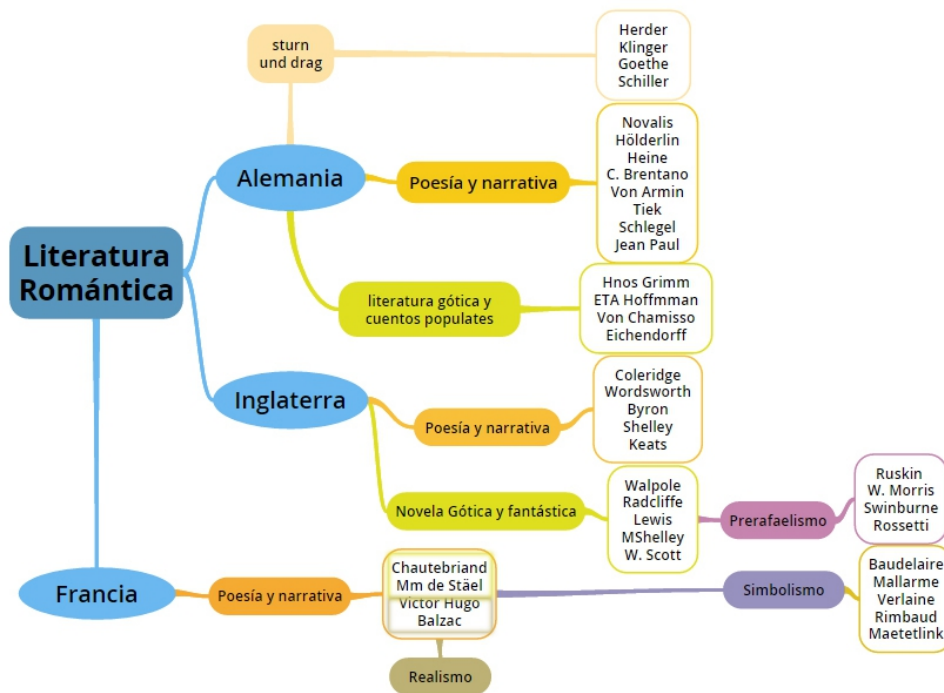 Literatura
Romántica
Alemania
sturn
und drag
Herder
Klinger
Goethe
Schiller
Poesía y narrativa
Novalis
Hölderlin
Heine
C. Brentano
Von Armin
Tiek
Schlegel
Jean Paul
literatura gótica y
cuentos populates
Hnos Grimm
ETA Hoffmman
Von Chamisso
Eichendorff
Inglaterra
Poesía y narrativa
Coleridge
Wordsworth
Byron
Shelley
Keats
Novela Gótica y fantástica
Walpole
Radcliffe
Lewis
MShelley
W. Scott
Prerafaelismo
Ruskin
W. Morris
Swinburne
Rossetti
Francia
Poesía y narrativa
Chautebriand
Mm de Stäel
Victor Hugo
Balzac
Simbolismo
Baudelaire
Mallarme
Verlaine
Rimbaud
Maetetlink
Realismo